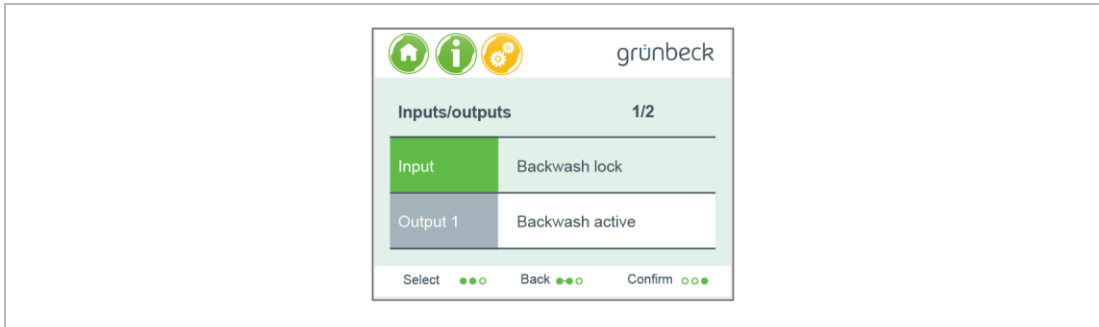 grünbeck
Inputs/outputs 1/2
Input Backwash lock
Output 1 Backwash active
Select Back Confirm